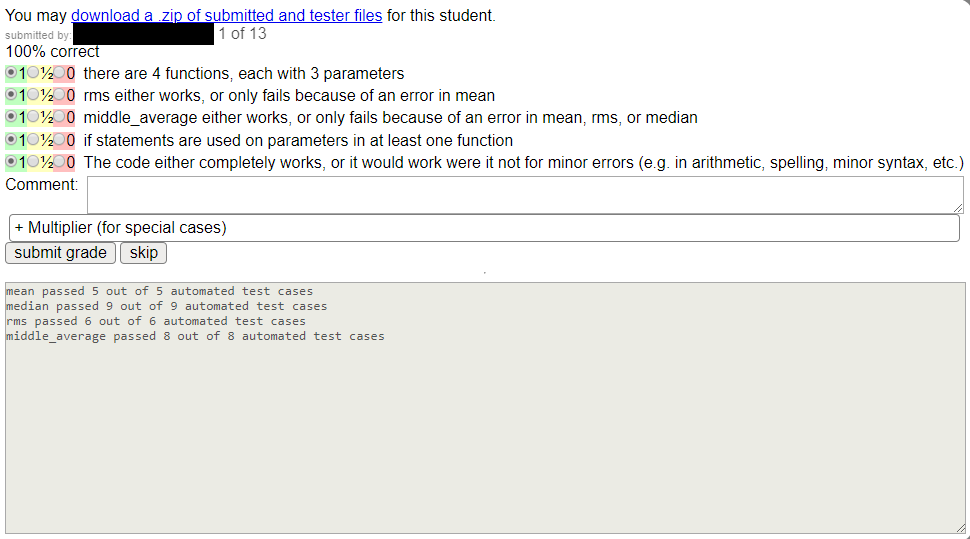 You may download a .zip of submitted and tester files for this student.
submitted by: 1 of 13
100% correct
1 ½ 0 there are 4 functions, each with 3 parameters
1 ½ 0 rms either works, or only fails because of an error in mean
1 ½ 0 middle_average either works, or only fails because of an error in mean, rms, or median
1 ½ 0 if statements are used on parameters in at least one function
1 ½ 0 The code either completely works, or it would work were it not for minor errors (e.g. in arithmetic, spelling, minor syntax, etc.)
Comment:
+ Multiplier (for special cases)
submit grade skip
mean passed 5 out of 5 automated test cases
median passed 9 out of 9 automated test cases
rms passed 6 out of 6 automated test cases
middle_average passed 8 out of 8 automated test cases